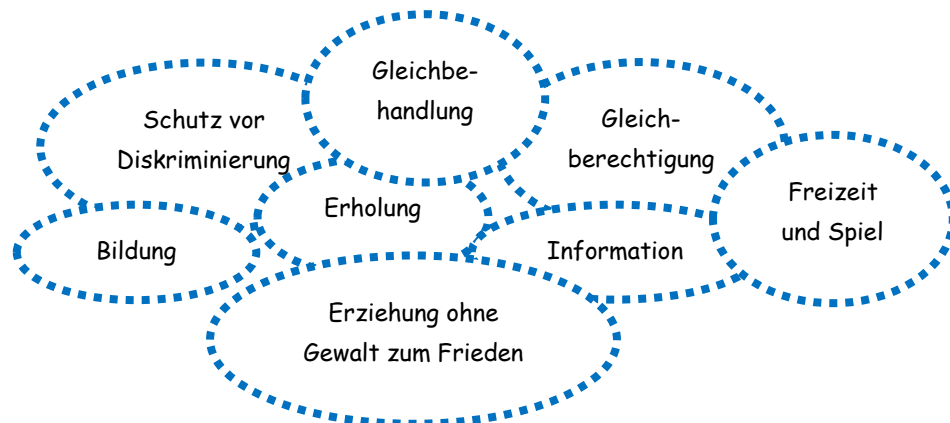 Gleichbe-
handlung
Schutz vor
Diskriminierung
Gleich-
berechtigung
Freizeit
und Spiel
Erholung
Bildung
Information
Erziehung ohne
Gewalt zum Frieden